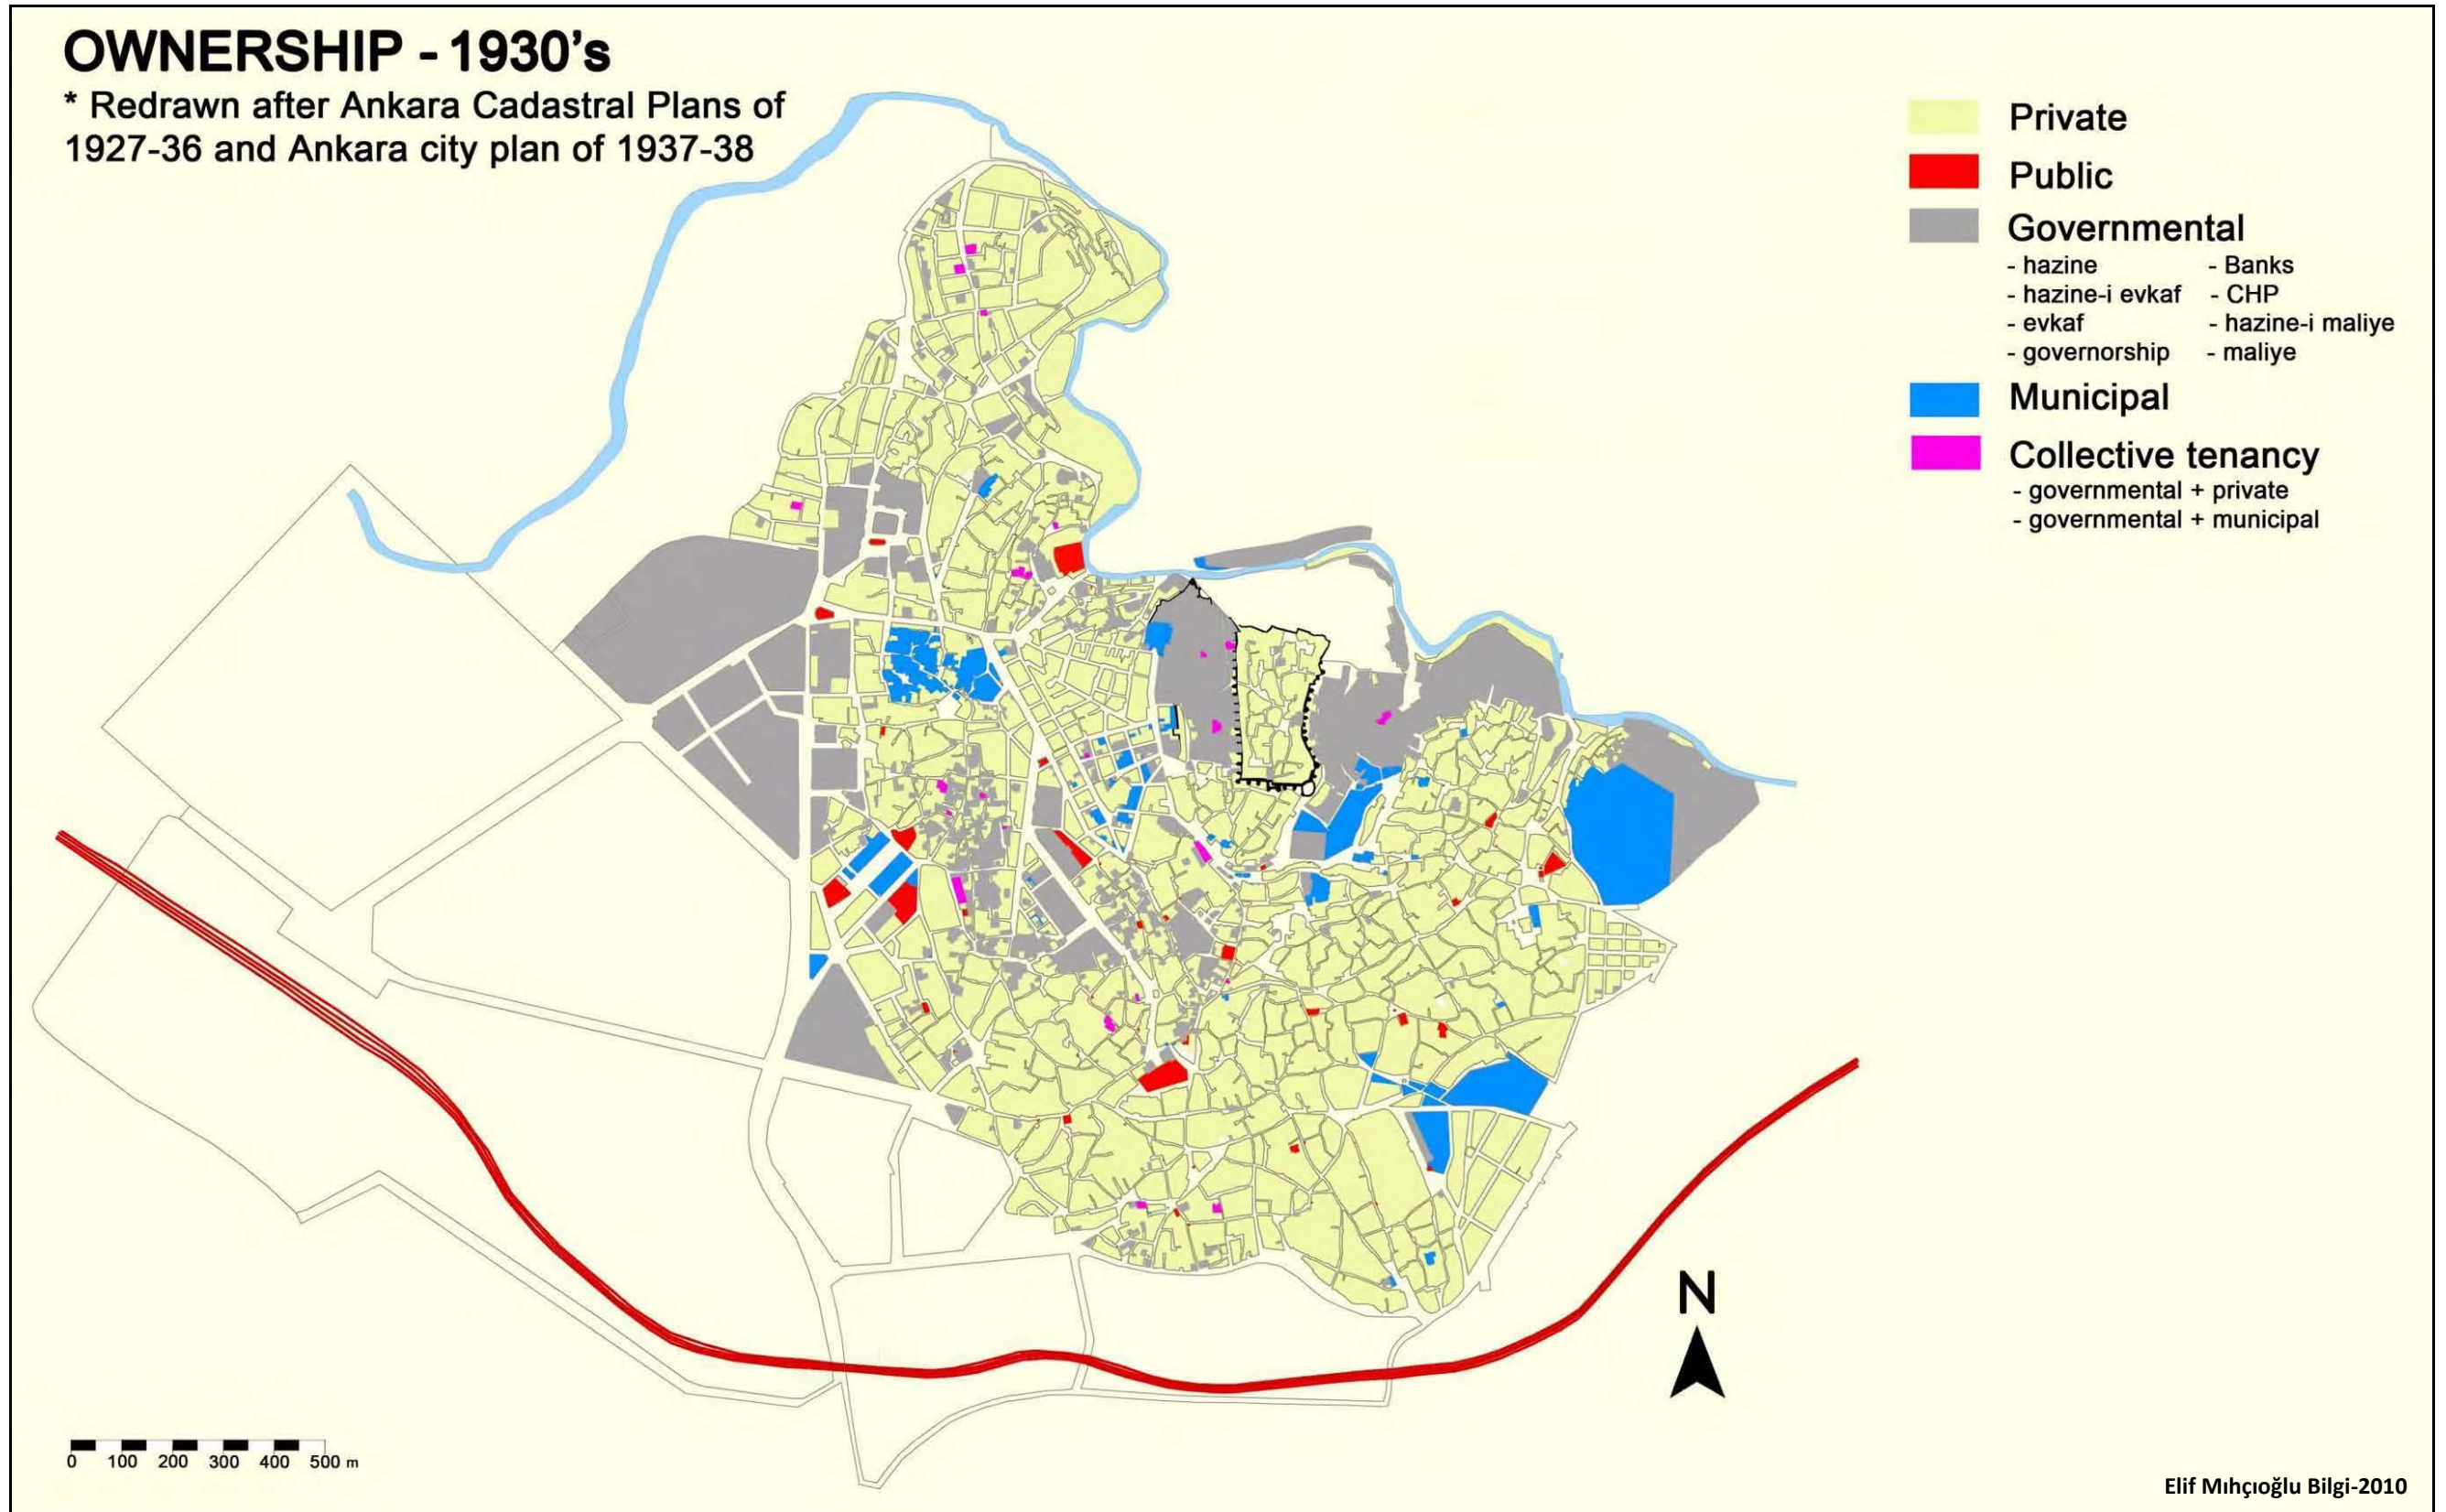 OWNERSHIP - 1930's
* Redrawn after Ankara Cadastral Plans of
1927-36 and Ankara city plan of 1937-38
Private
Public
Governmental
- hazine - Banks
- hazine-i evkaf - CHP
- evkaf - hazine-i maliye
- governorship - maliye
Municipal
Collective tenancy
- governmental + private
- governmental + municipal
N
0 100 200 300 400 500 m
Elif Mıhçıoğlu Bilgi-2010